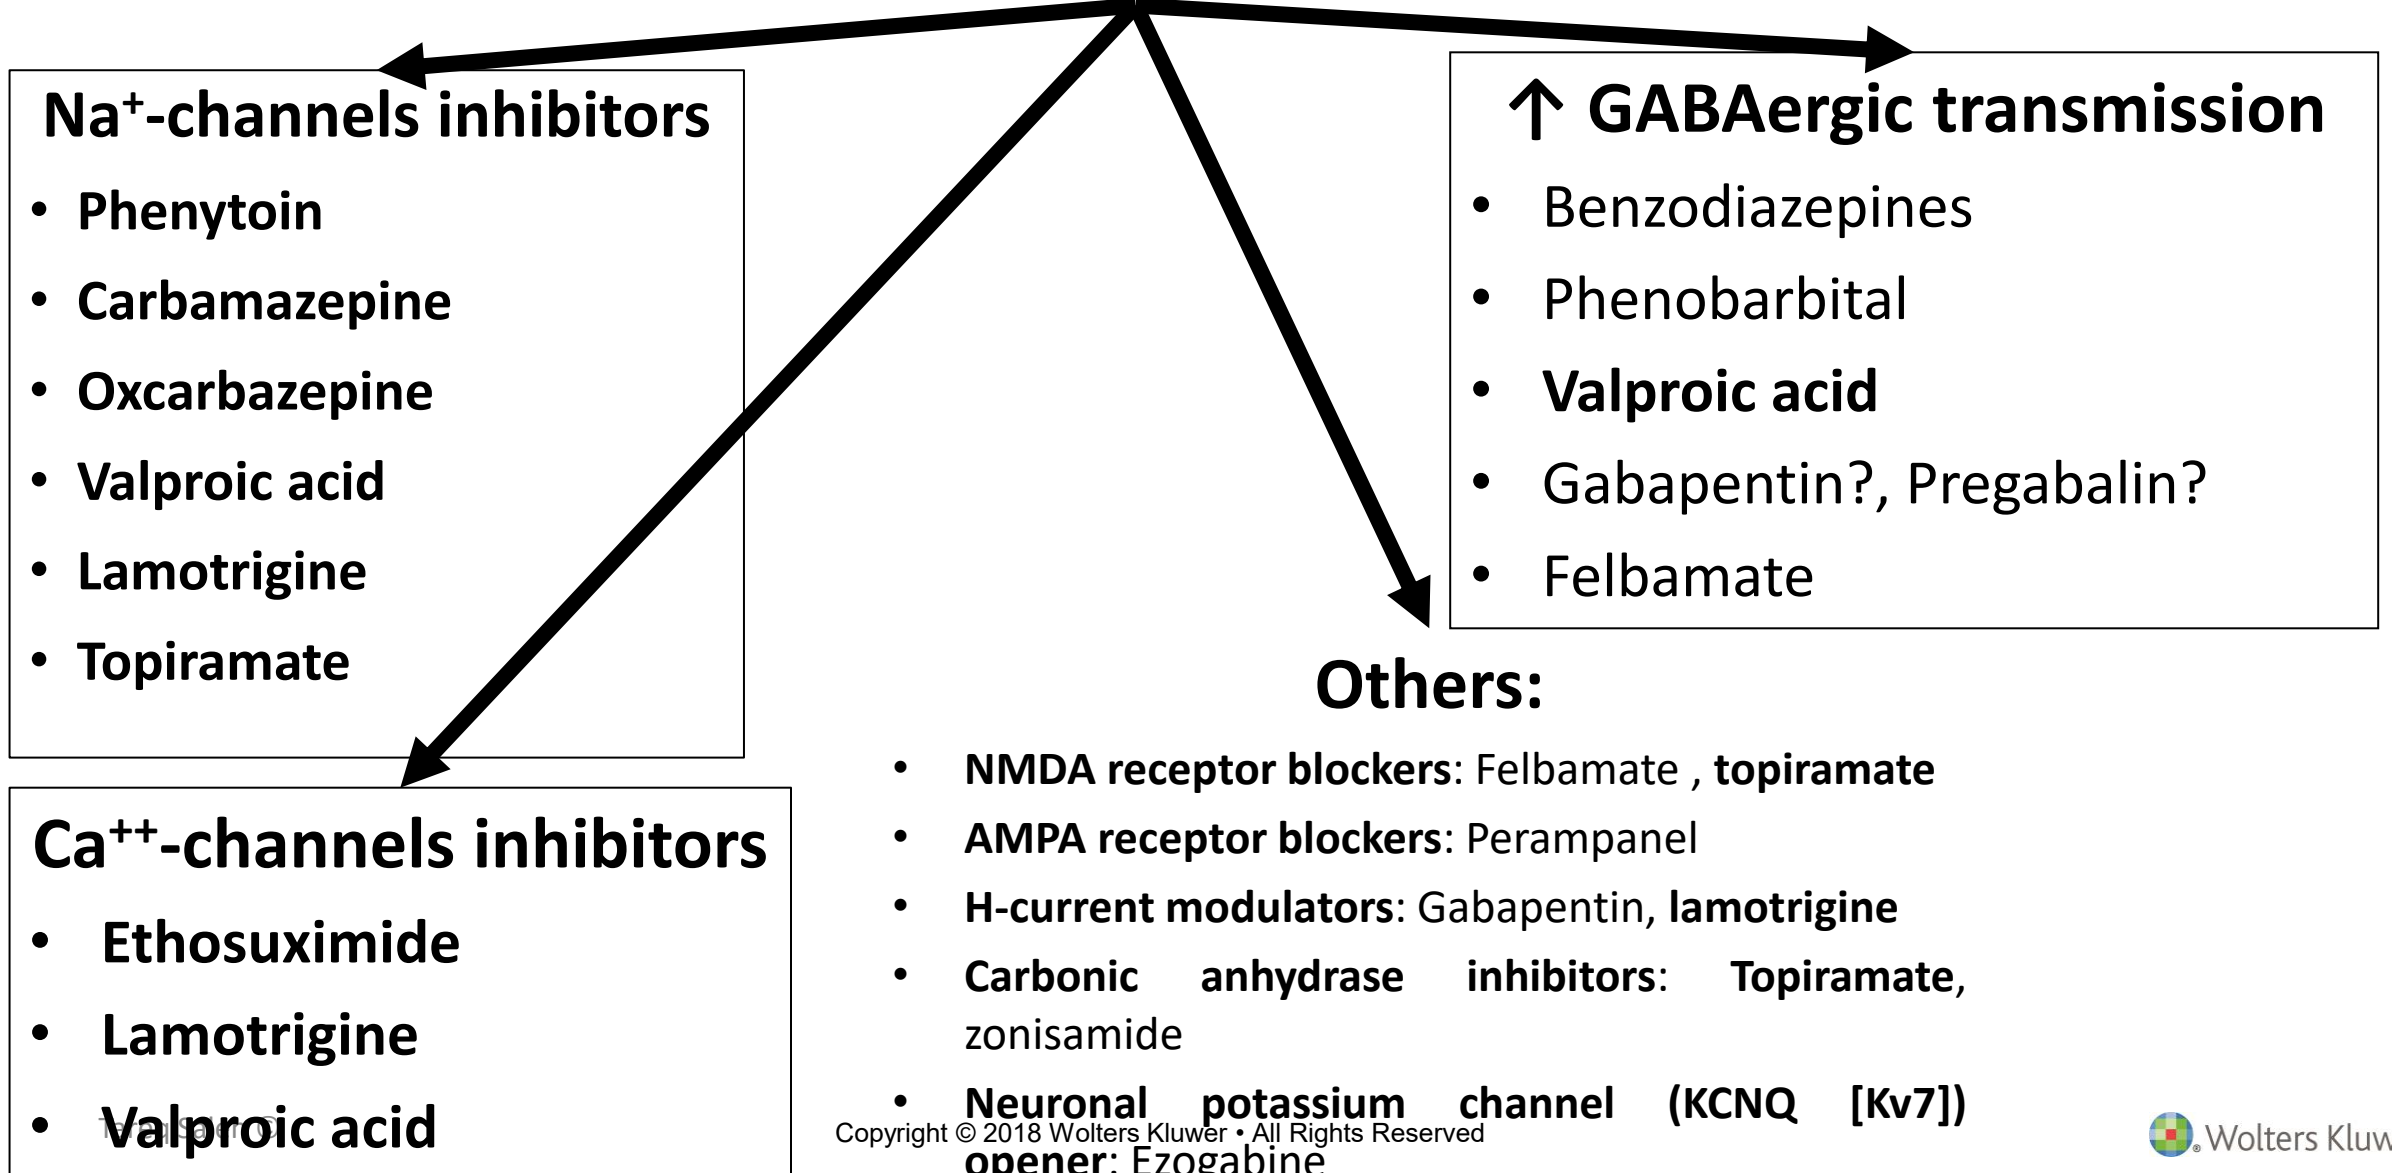 Na⁺-channels inhibitors
• Phenytoin
• Carbamazepine
• Oxcarbazepine
• Valproic acid
• Lamotrigine
• Topiramate
Ca⁺⁺-channels inhibitors
• Ethosuximide
• Lamotrigine
• Valproic acid
↑ GABAergic transmission
• Benzodiazepines
• Phenobarbital
• Valproic acid
• Gabapentin?, Pregabalin?
• Felbamate
Others:
• NMDA receptor blockers: Felbamate , topiramate
• AMPA receptor blockers: Perampanel
• H-current modulators: Gabapentin, lamotrigine
• Carbonic anhydrase inhibitors: Topiramate,
zonisamide
• Neuronal potassium channel (KCNQ [Kv7])
opener: Ezogabine
Copyright © 2018 Wolters Kluwer • All Rights Reserved
Wolters Kluw